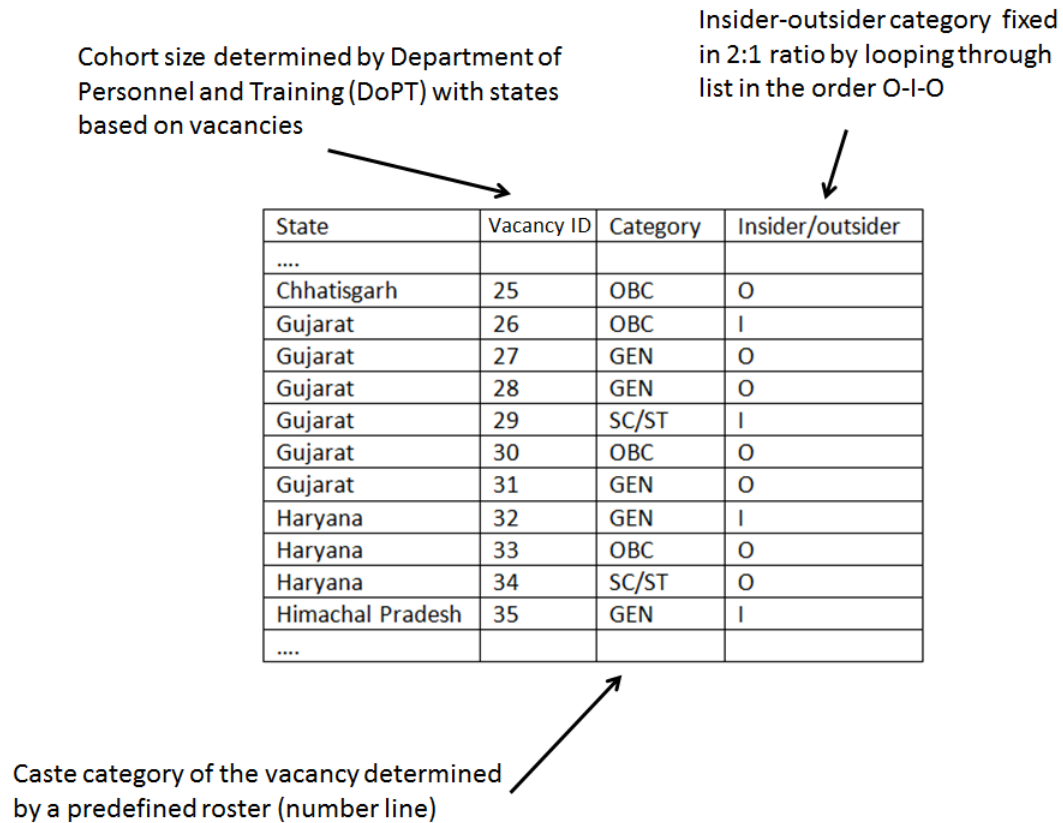 Insider-outsider category fixed
in 2:1 ratio by looping through
list in the order O-I-O
Cohort size determined by Department of
Personnel and Training (DoPT) with states
based on vacancies
State Vacancy ID Category Insider/outsider
....
Chhatisgarh 25 OBC O
Gujarat 26 OBC I
Gujarat 27 GEN O
Gujarat 28 GEN O
Gujarat 29 SC/ST I
Gujarat 30 OBC O
Gujarat 31 GEN O
Haryana 32 GEN I
Haryana 33 OBC O
Haryana 34 SC/ST O
Himachal Pradesh 35 GEN I
....
Caste category of the vacancy determined
by a predefined roster (number line)